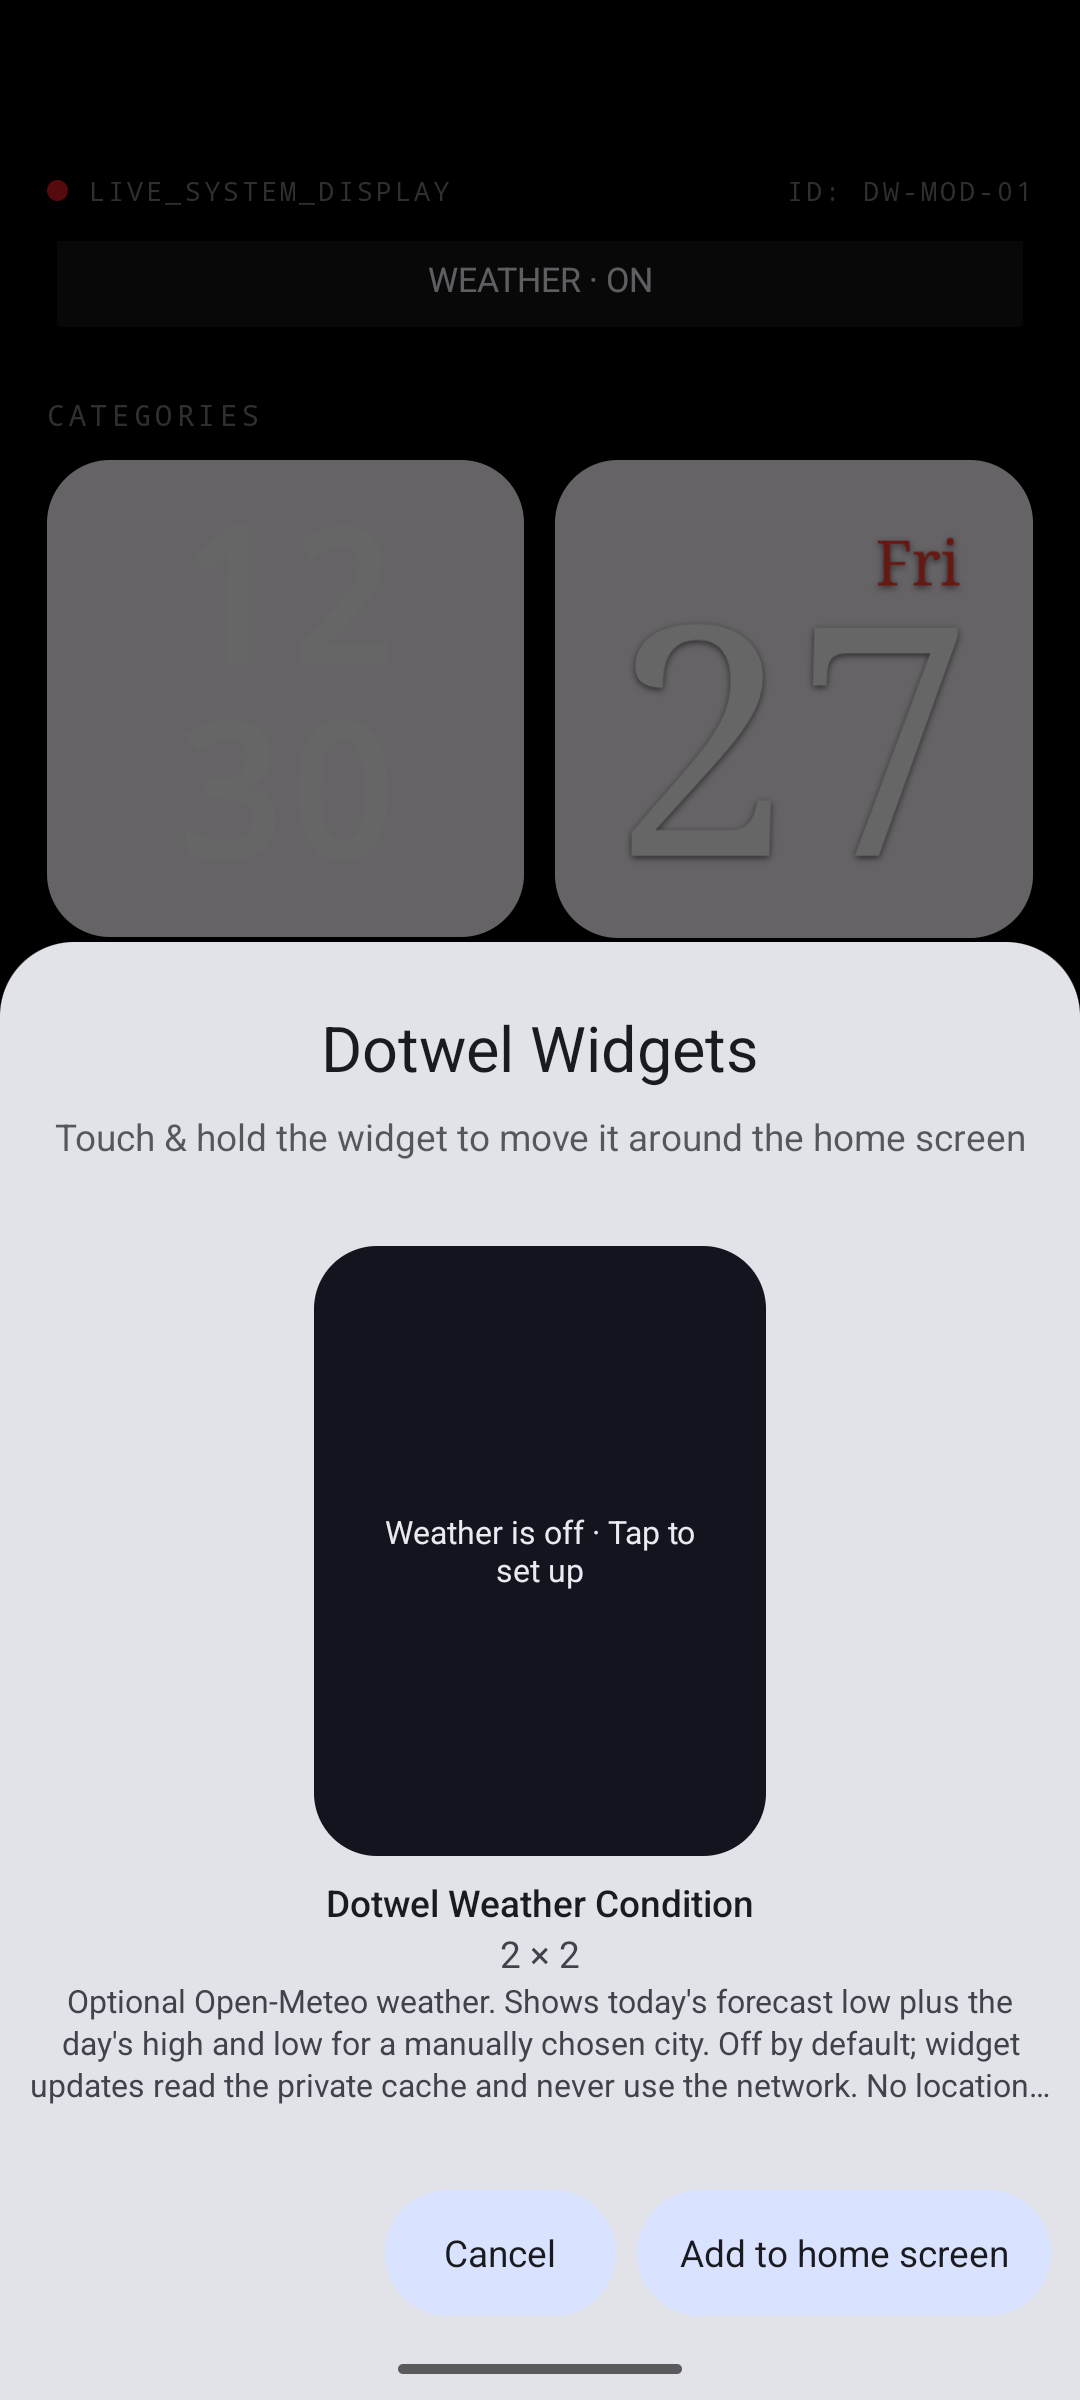 LIVE_SYSTEM_DISPLAY
ID: DW-MOD-01
WEATHER · ON
CATEGORIES
12
30
Fri
27
Dotwel Widgets
Touch & hold the widget to move it around the home screen
Weather is off · Tap to
set up
Dotwel Weather Condition
2 × 2
Optional Open-Meteo weather. Shows today's forecast low plus the
day's high and low for a manually chosen city. Off by default; widget
updates read the private cache and never use the network. No location...
Cancel
Add to home screen